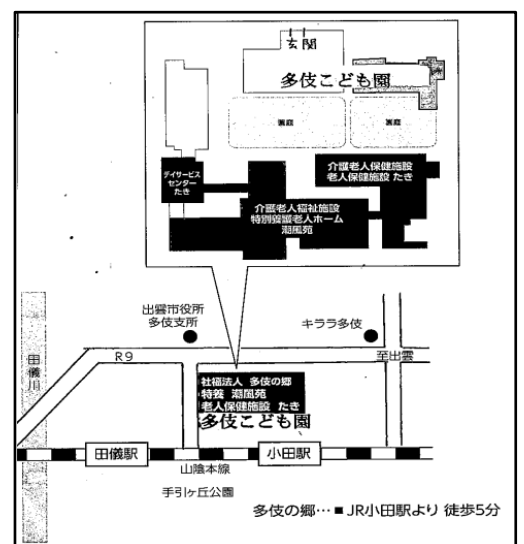 玄関
多伎こども園
園庭
園庭
デイサービス
センター
たき
介護老人保健施設
老人保健施設 たき
介護老人福祉施設
特別養護老人ホーム
潮風苑
出雲市役所
多伎支所
キララ多伎
田儀川
R9
至出雲
社福法人 多伎の郷
特養 潮風苑
老人保健施設 たき
多伎こども園
田儀駅
小田駅
山陰本線
手引ヶ丘公園
多伎の郷…■JR小田駅より 徒歩5分